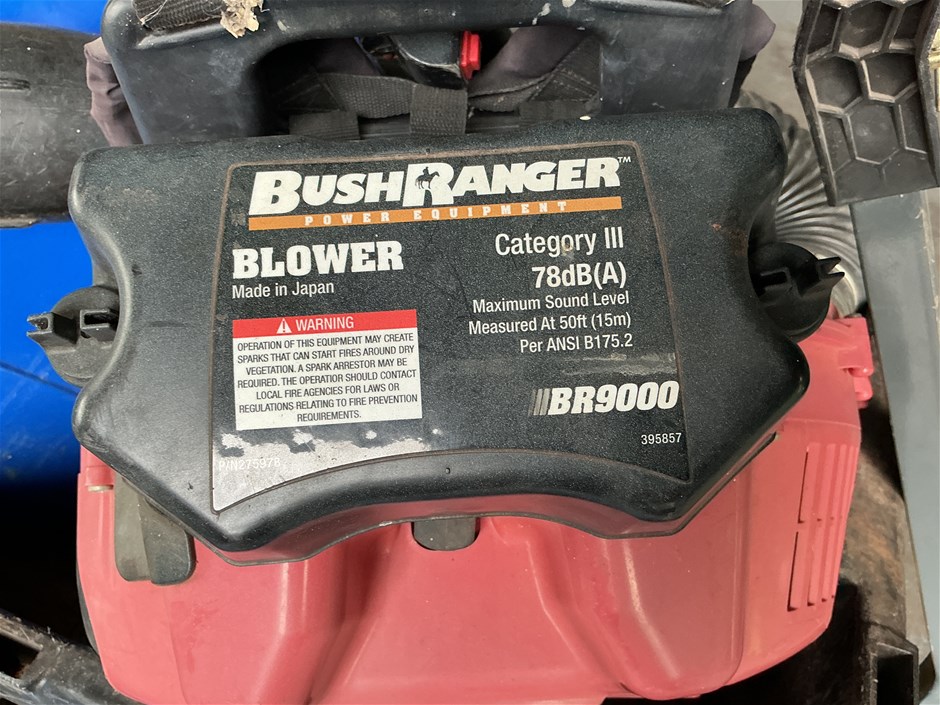 BUSHRANGER™
POWER EQUIPMENT
BLOWER
Made in Japan
Category III
78dB(A)
Maximum Sound Level
Measured At 50ft (15m)
Per ANSI B175.2
WARNING
OPERATION OF THIS EQUIPMENT MAY CREATE
SPARKS THAT CAN START FIRES AROUND DRY
VEGETATION. A SPARK ARRESTOR MAY BE
REQUIRED. THE OPERATIOR SHOULD CONTACT
LOCAL FIRE AGENCIES FOR LAWS OR
REGULATIONS RELATING TO FIRE PREVENTION
REQUIREMENTS.
BR9000
P/N275978
395857